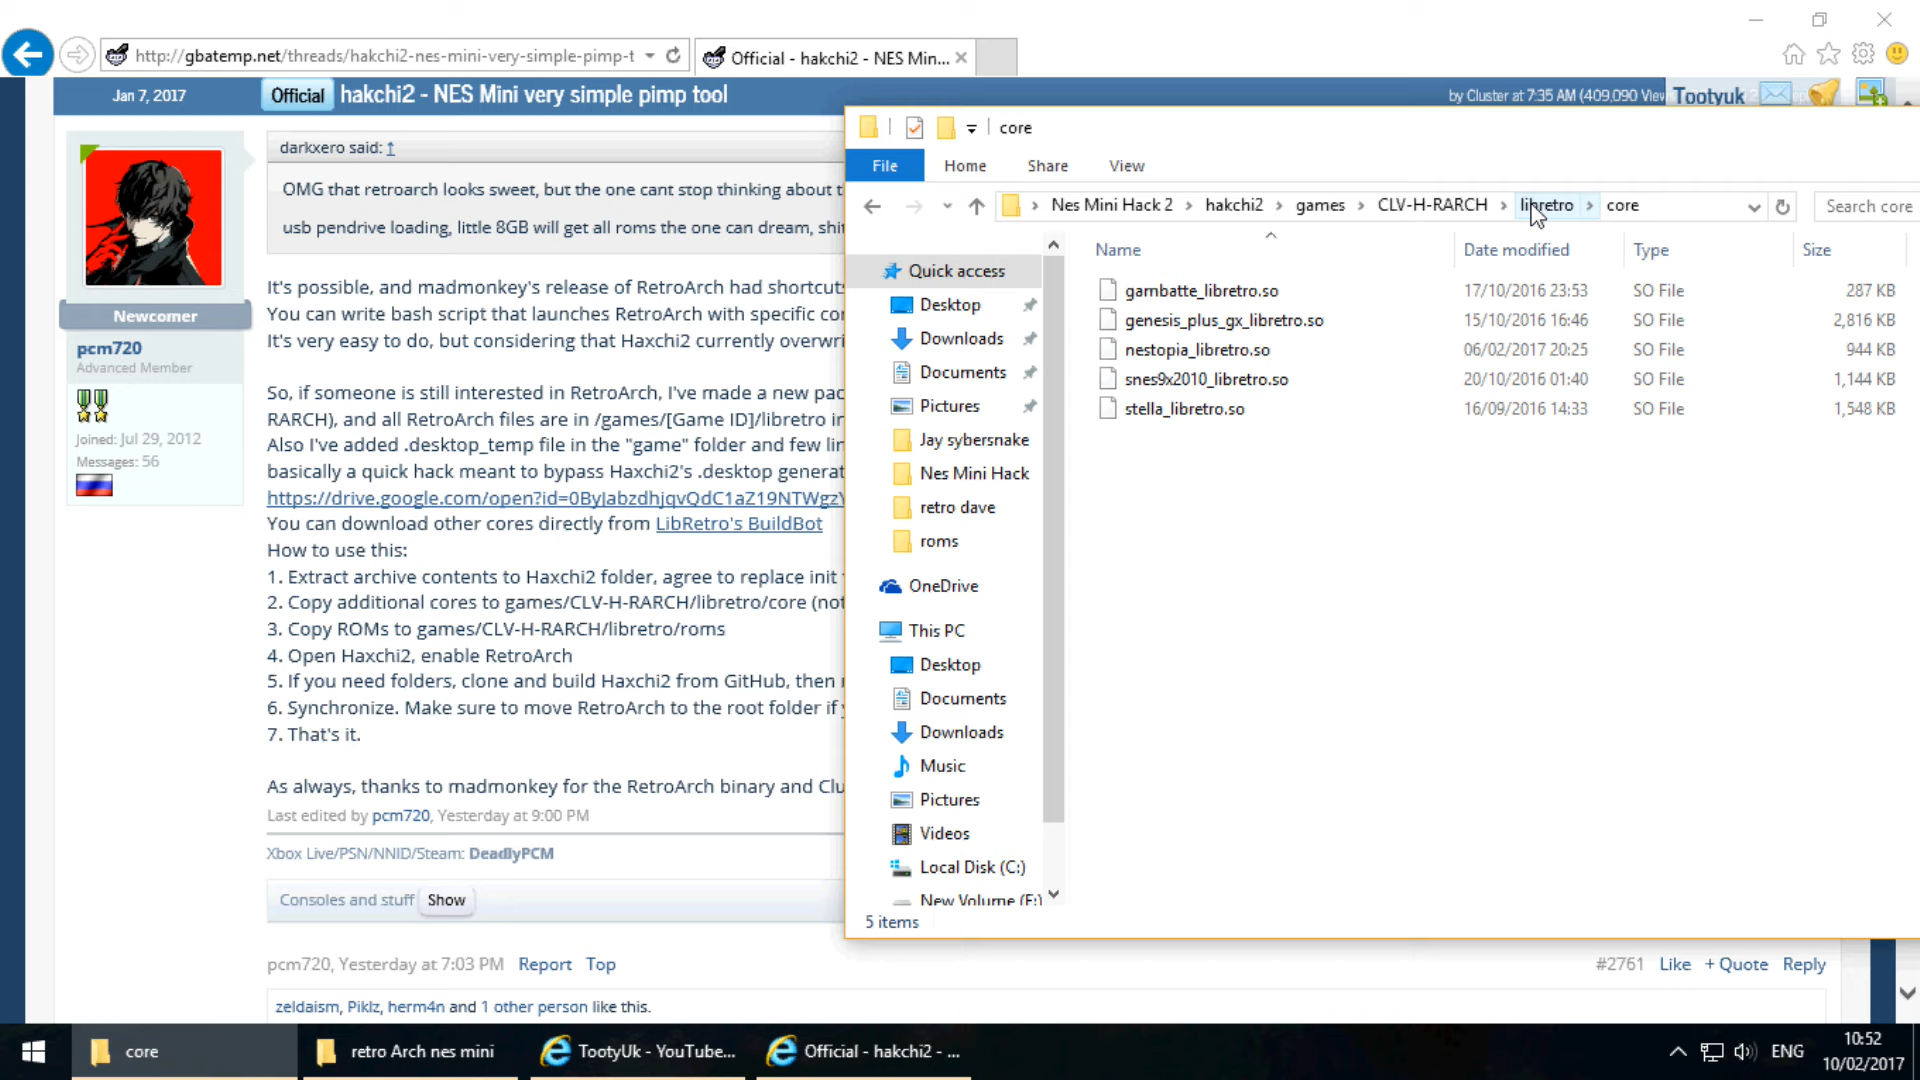 http://gbatemp.net/threads/hakchi2-nes-mini-very-simple-pimp-t
Official - hakchi2 - NES Min...
Jan 7, 2017
Official
hakchi2 - NES Mini very simple pimp tool
by Cluster at 7:35 AM (409,090 View
Tootyuk
darkxero said: ↑
OMG that retroarch looks sweet, but the one cant stop thinking about t
usb pendrive loading, little 8GB will get all roms the one can dream, shi
Newcomer
pcm720
Advanced Member
Joined: Jul 29, 2012
Messages: 56
It's possible, and madmonkey's release of RetroArch had shortcuts
You can write bash script that launches RetroArch with specific cor
It's very easy to do, but considering that Haxchi2 currently overwri
So, if someone is still interested in RetroArch, I've made a new pac
RARCH), and all RetroArch files are in /games/[Game ID]/libretro in
Also I've added .desktop_temp file in the "game" folder and few lin
basically a quick hack meant to bypass Haxchi2's .desktop generat
https://drive.google.com/open?id=0ByJabzdhjqvQdC1aZ19NTWgzY
You can download other cores directly from LibRetro's BuildBot
How to use this:
1. Extract archive contents to Haxchi2 folder, agree to replace init
2. Copy additional cores to games/CLV-H-RARCH/libretro/core (not
3. Copy ROMs to games/CLV-H-RARCH/libretro/roms
4. Open Haxchi2, enable RetroArch
5. If you need folders, clone and build Haxchi2 from GitHub, then
6. Synchronize. Make sure to move RetroArch to the root folder if y
7. That's it.
As always, thanks to madmonkey for the RetroArch binary and Clu
Last edited by pcm720, Yesterday at 9:00 PM
Xbox Live/PSN/NNID/Steam: DeadlyPCM
Consoles and stuff Show
pcm720, Yesterday at 7:03 PM Report Top
#2761 Like + Quote Reply
zeldaism, Piklz, herm4n and 1 other person like this.
core
File Home Share View
Nes Mini Hack 2 › hakchi2 › games › CLV-H-RARCH › libretro › core
Search core
Name Date modified Type Size
gambatte_libretro.so 17/10/2016 23:53 SO File 287 KB
genesis_plus_gx_libretro.so 15/10/2016 16:46 SO File 2,816 KB
nestopia_libretro.so 06/02/2017 20:25 SO File 944 KB
snes9x2010_libretro.so 20/10/2016 01:40 SO File 1,144 KB
stella_libretro.so 16/09/2016 14:33 SO File 1,548 KB
Quick access
Desktop
Downloads
Documents
Pictures
Jay sybersnake
Nes Mini Hack
retro dave
roms
OneDrive
This PC
Desktop
Documents
Downloads
Music
Pictures
Videos
Local Disk (C:)
New Volume (F:)
5 items
core
retro Arch nes mini
TootyUk - YouTube...
Official - hakchi2 - ...
ENG
10:52
10/02/2017